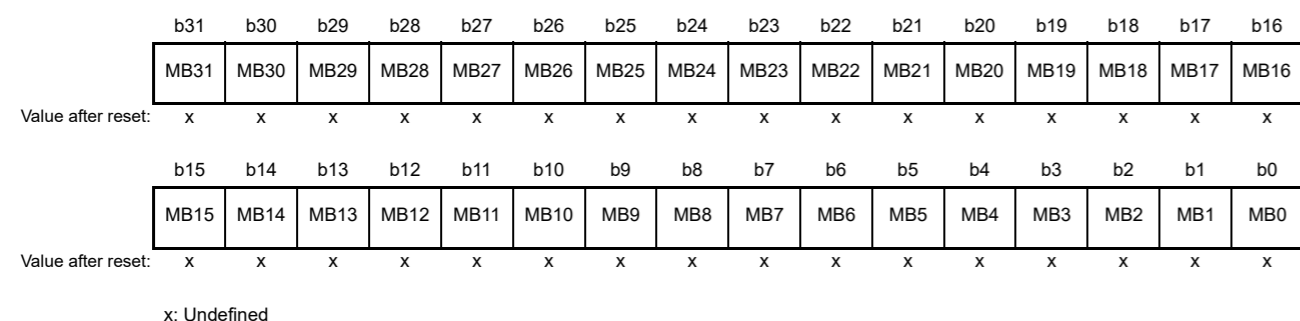 b31 b30 b29 b28 b27 b26 b25 b24 b23 b22 b21 b20 b19 b18 b17 b16
MB31 MB30 MB29 MB28 MB27 MB26 MB25 MB24 MB23 MB22 MB21 MB20 MB19 MB18 MB17 MB16
Value after reset: x x x x x x x x x x x x x x x x
b15 b14 b13 b12 b11 b10 b9 b8 b7 b6 b5 b4 b3 b2 b1 b0
MB15 MB14 MB13 MB12 MB11 MB10 MB9 MB8 MB7 MB6 MB5 MB4 MB3 MB2 MB1 MB0
Value after reset: x x x x x x x x x x x x x x x x
x: Undefined